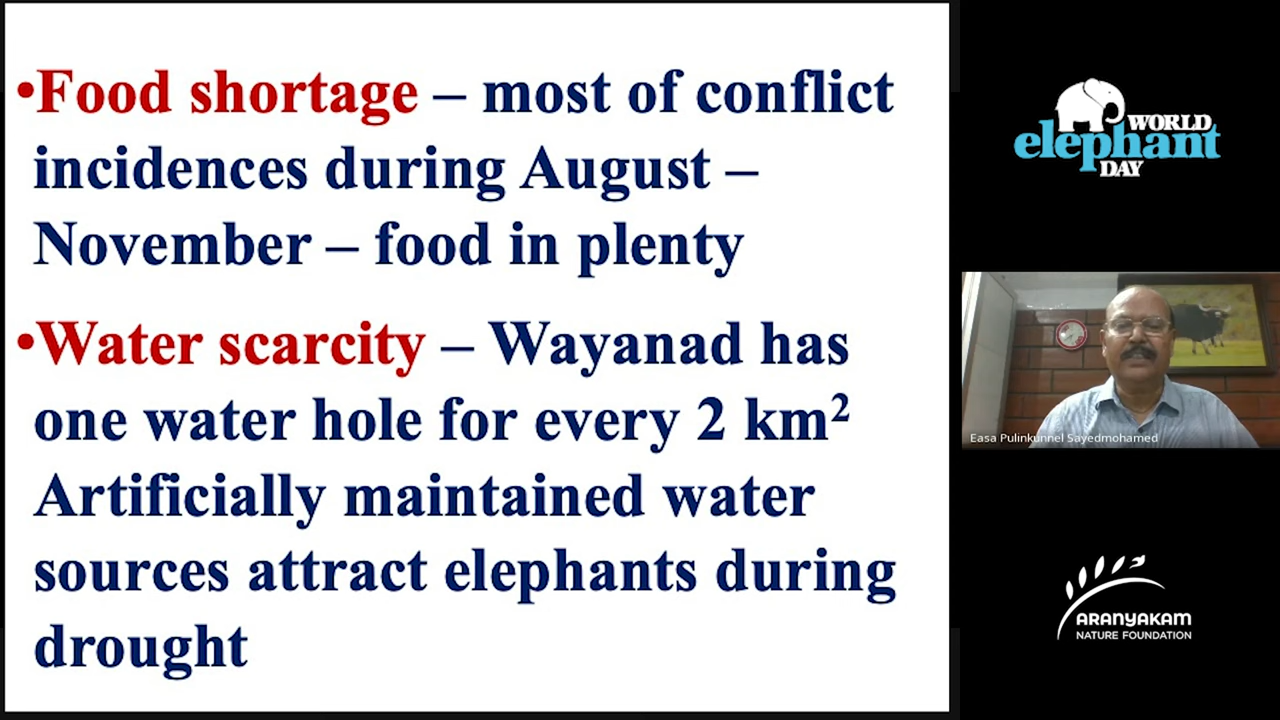 •Food shortage – most of conflict
incidences during August –
November – food in plenty
•Water scarcity – Wayanad has
one water hole for every 2 km²
Artificially maintained water
sources attract elephants during
drought
WORLD
elephant
DAY
Easa Pulinkunnel Sayedmohamed
ARANYAKAM
NATURE FOUNDATION